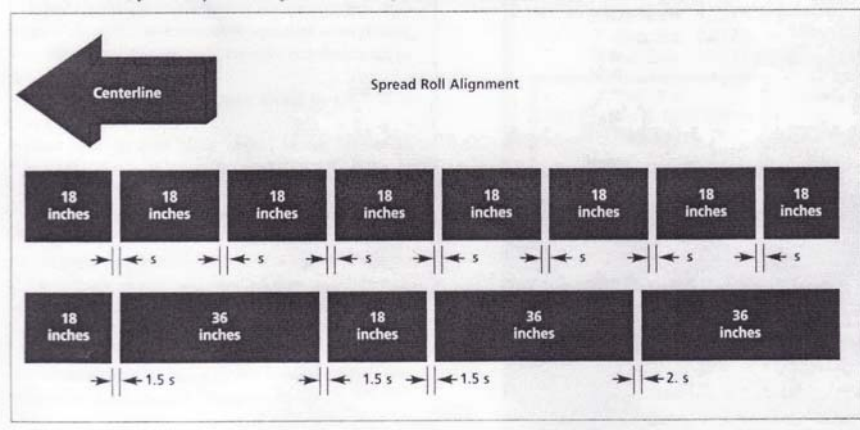 Centerline
Spread Roll Alignment
18 18 18 18 18 18 18 18
inches inches inches inches inches inches inches inches
s s s s s s s
18 36 18 36 36
inches inches inches inches inches
1.5 s 1.5 s 1.5 s 2. s